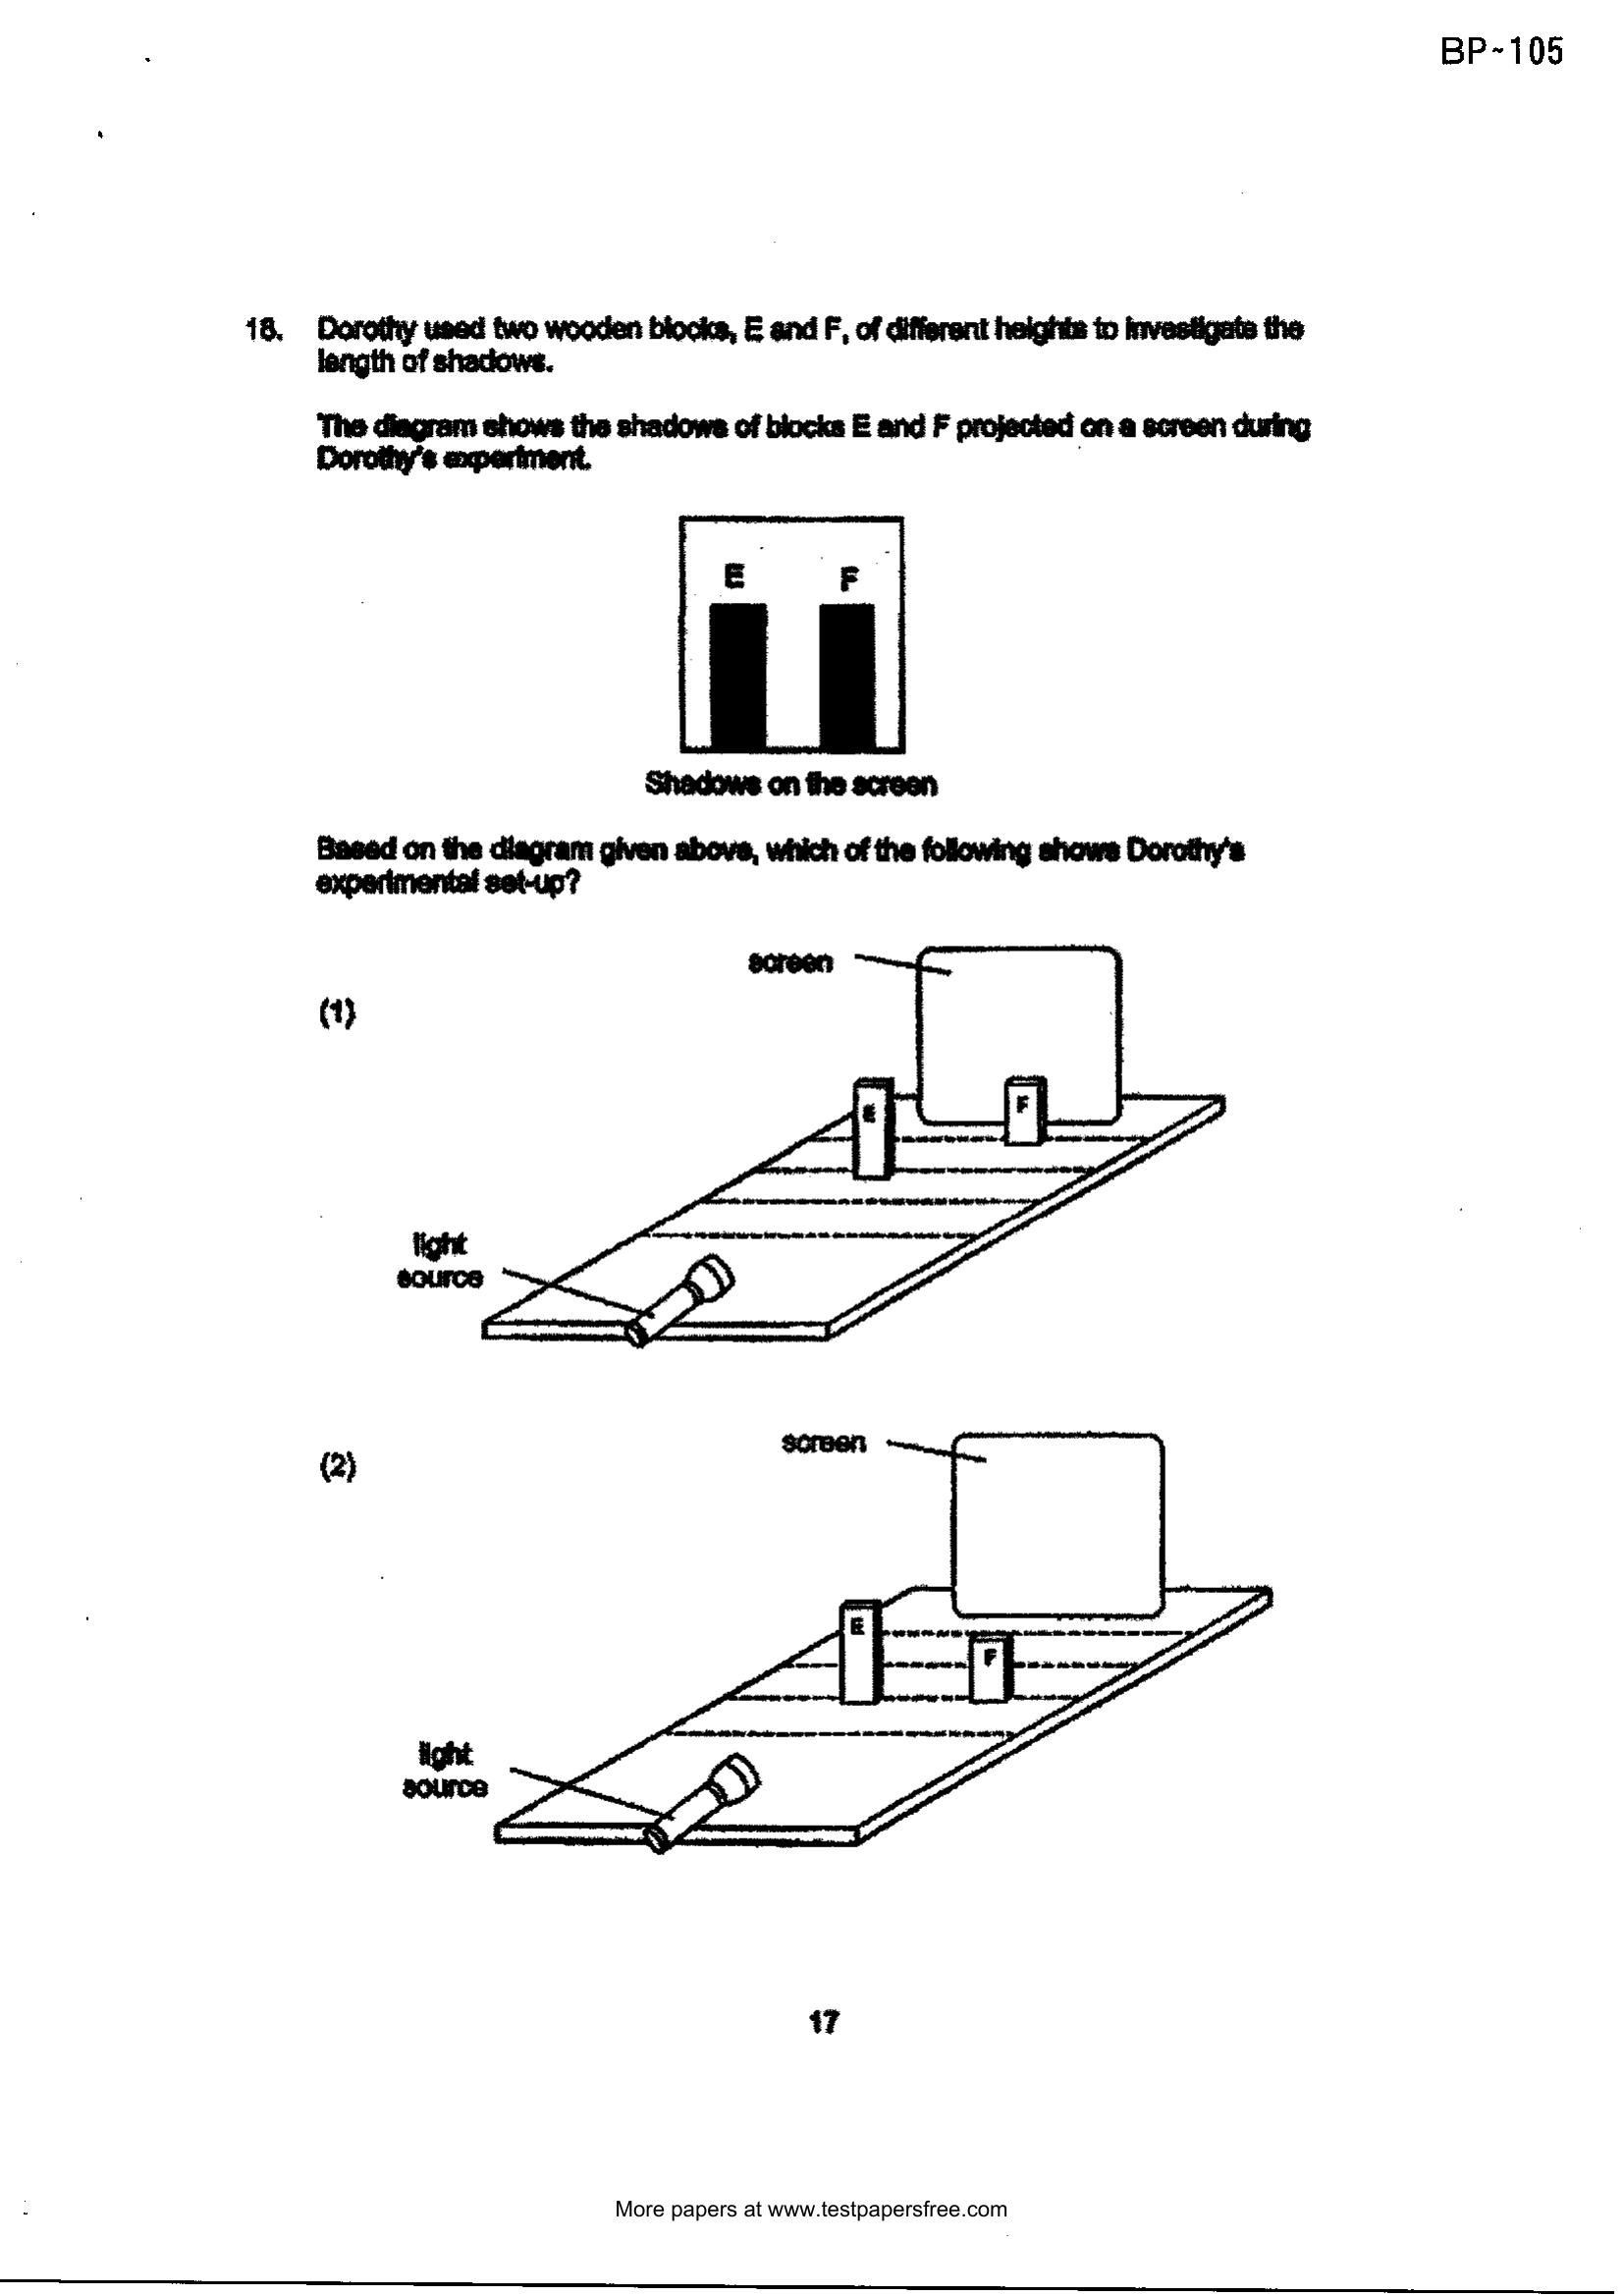 BP~105
18. Dorothy used two wooden blocks, E and F, of different heights to investigate the
length of shadows.
The diagram shows the shadows of blocks E and F projected on a screen during
Dorothy's experiment.
E F
Shadows on the screen
Based on the diagram given above, which of the following shows Dorothy's
experimental set-up?
screen
(1)
E F
light
source
screen
(2)
E
F
light
source
17
More papers at www.testpapersfree.com